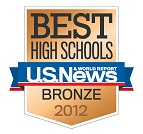 BEST
HIGH SCHOOLS
U.S.News
& WORLD REPORT
BRONZE
2012